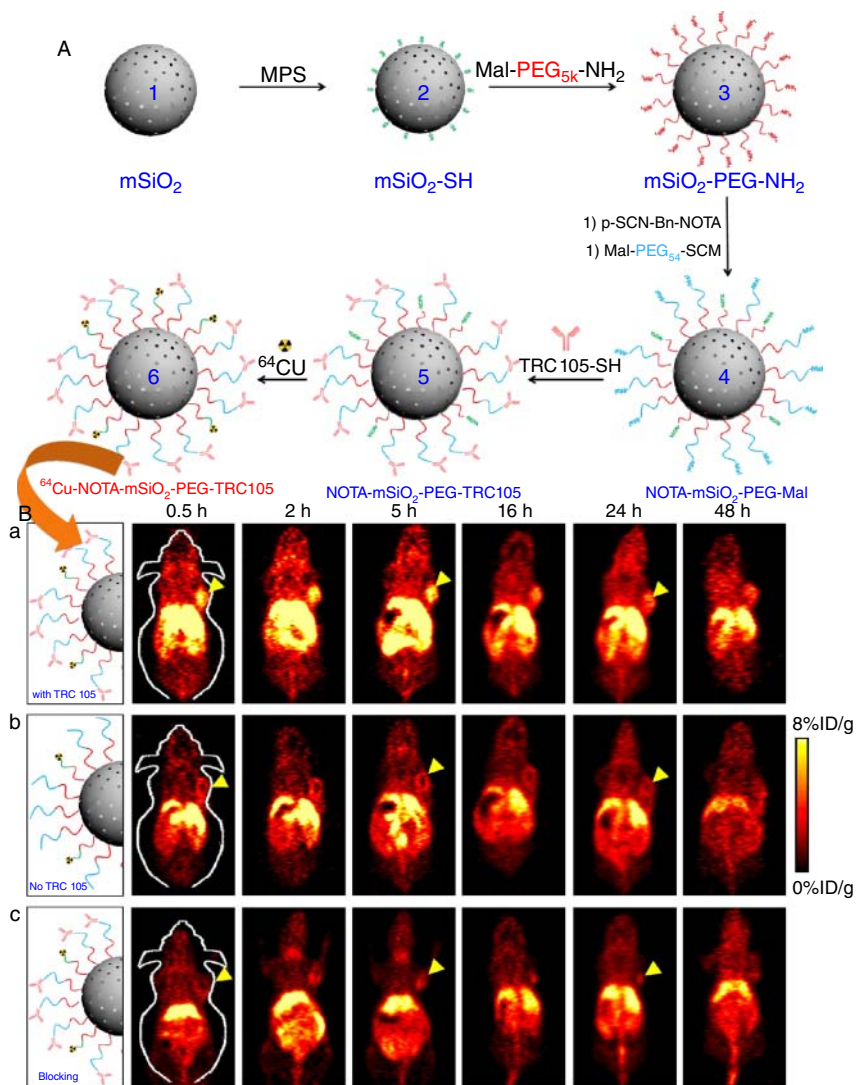 A
1
MPS
2
Mal-PEG5k-NH2
3
mSiO2
mSiO2-SH
mSiO2-PEG-NH2
1) p-SCN-Bn-NOTA
1) Mal-PEG54-SCM
6
64CU
5
TRC105-SH
4
64Cu-NOTA-mSiO2-PEG-TRC105
NOTA-mSiO2-PEG-TRC105
NOTA-mSiO2-PEG-Mal
B
0.5 h
2 h
5 h
16 h
24 h
48 h
a
with TRC 105
b
No TRC 105
8%ID/g
0%ID/g
c
Blocking